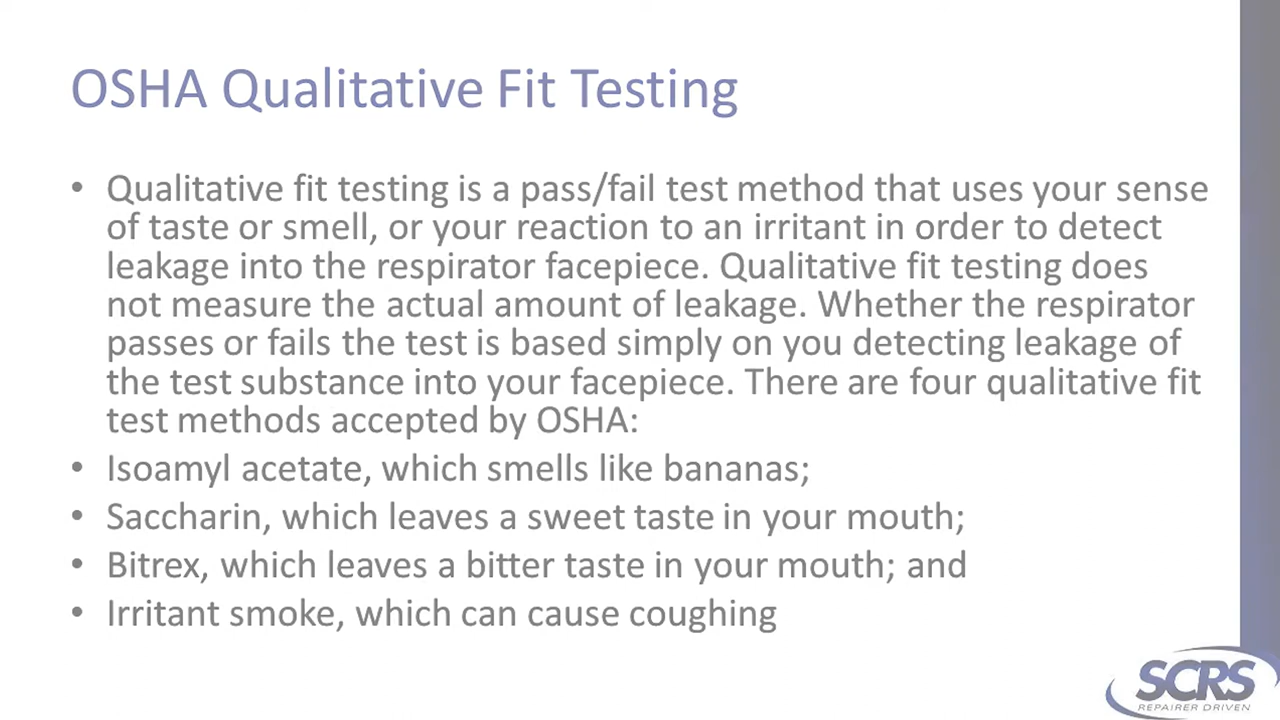 OSHA Qualitative Fit Testing
• Qualitative fit testing is a pass/fail test method that uses your sense
of taste or smell, or your reaction to an irritant in order to detect
leakage into the respirator facepiece. Qualitative fit testing does
not measure the actual amount of leakage. Whether the respirator
passes or fails the test is based simply on you detecting leakage of
the test substance into your facepiece. There are four qualitative fit
test methods accepted by OSHA:
• Isoamyl acetate, which smells like bananas;
• Saccharin, which leaves a sweet taste in your mouth;
• Bitrex, which leaves a bitter taste in your mouth; and
• Irritant smoke, which can cause coughing
SCRS
REPAIRER DRIVEN